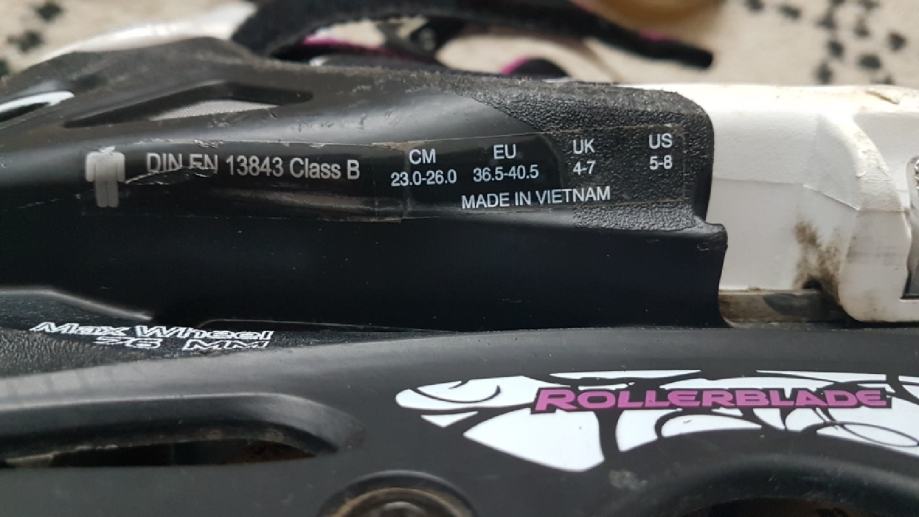 DIN EN 13843 Class B
CM EU UK US
23.0-26.0 36.5-40.5 4-7 5-8
MADE IN VIETNAM
Max Wheel
76 MM
ROLLERBLADE